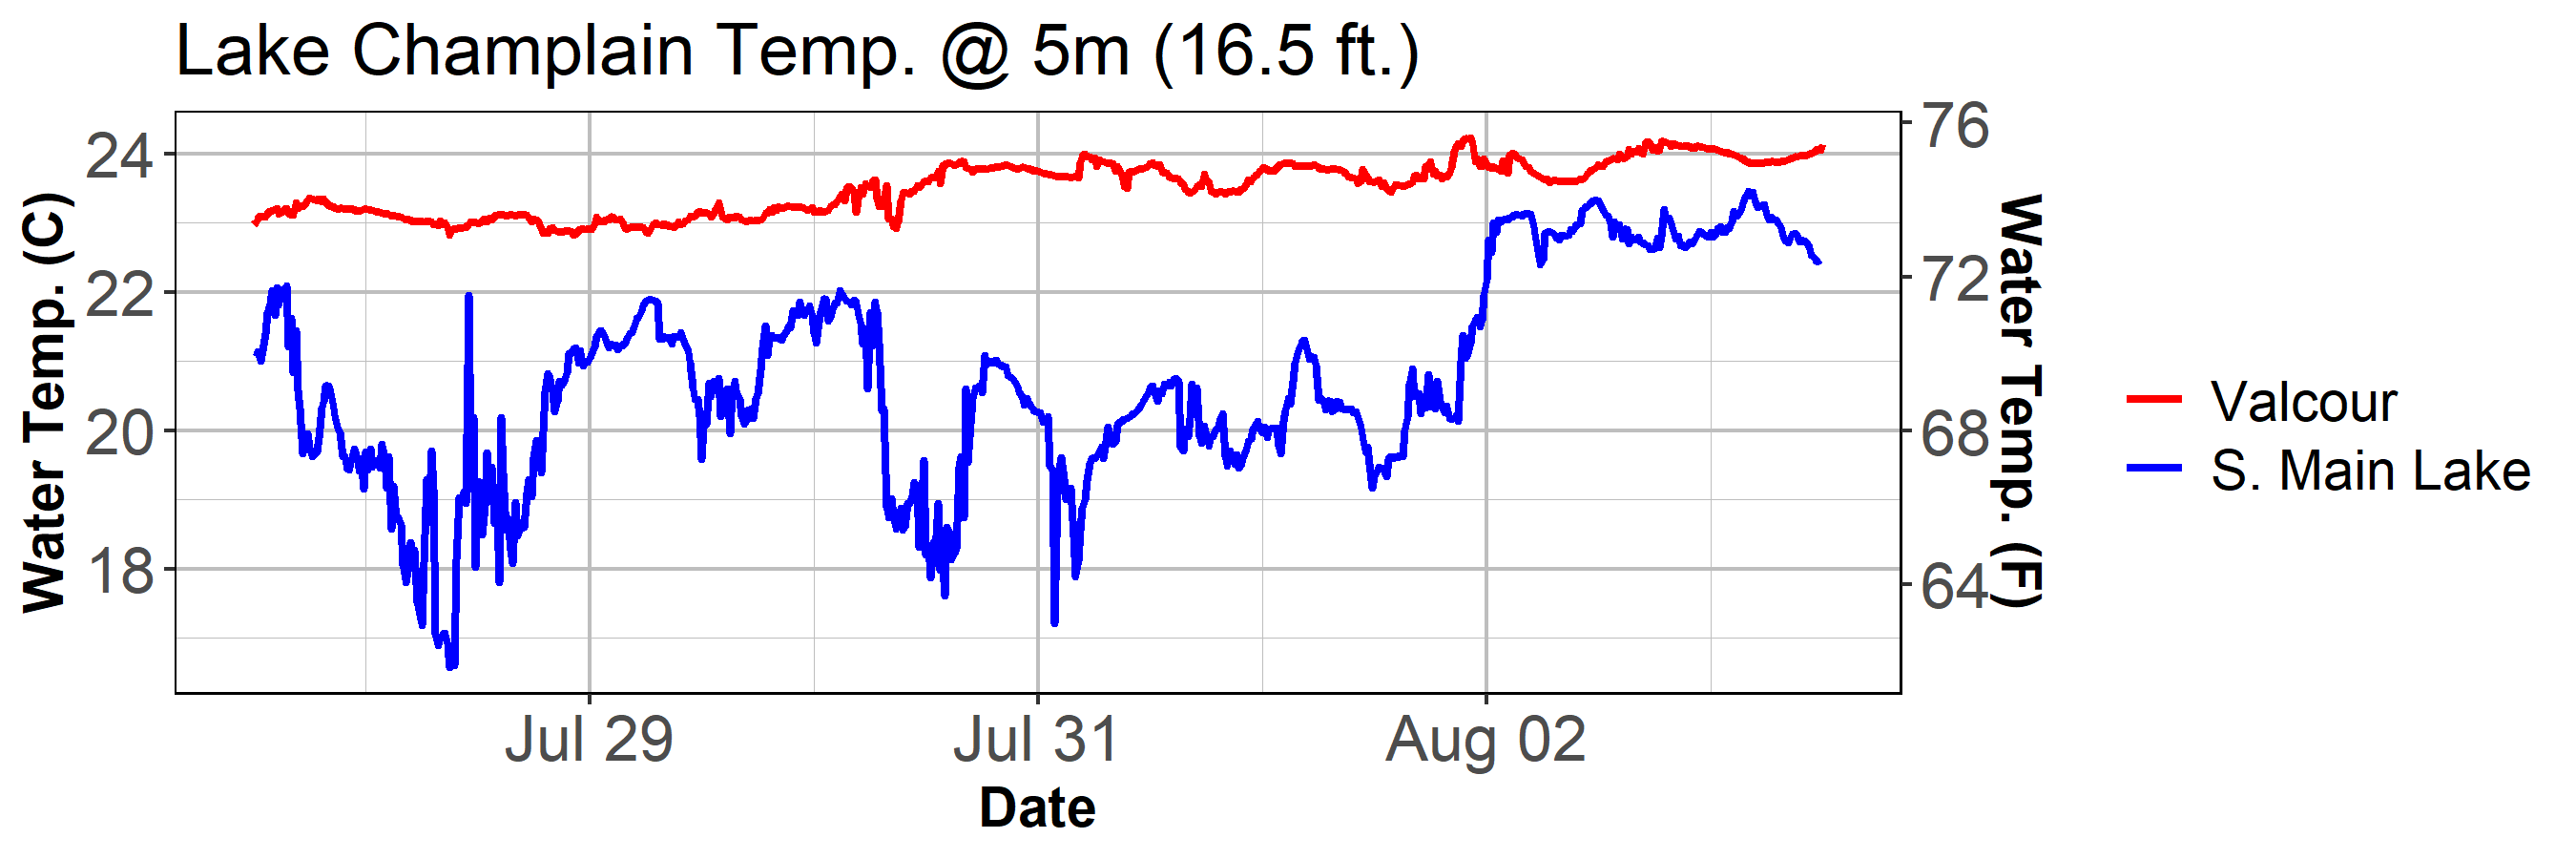 Lake Champlain Temp. @ 5m (16.5 ft.)
Water Temp. (C)
24
22
20
18
76
72
68
64
Water Temp. (F)
Jul 29
Jul 31
Aug 02
Date
Valcour
S. Main Lake